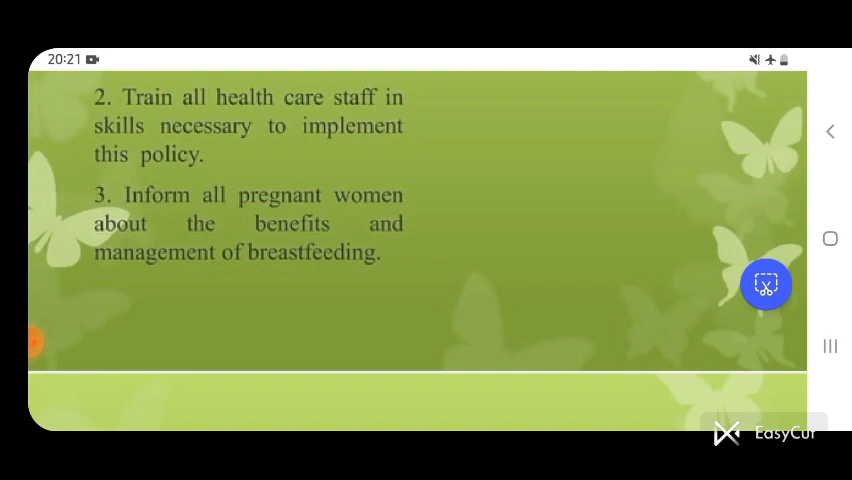 20:21
2. Train all health care staff in
skills necessary to implement
this policy.
3. Inform all pregnant women
about the benefits and
management of breastfeeding.
EasyCut